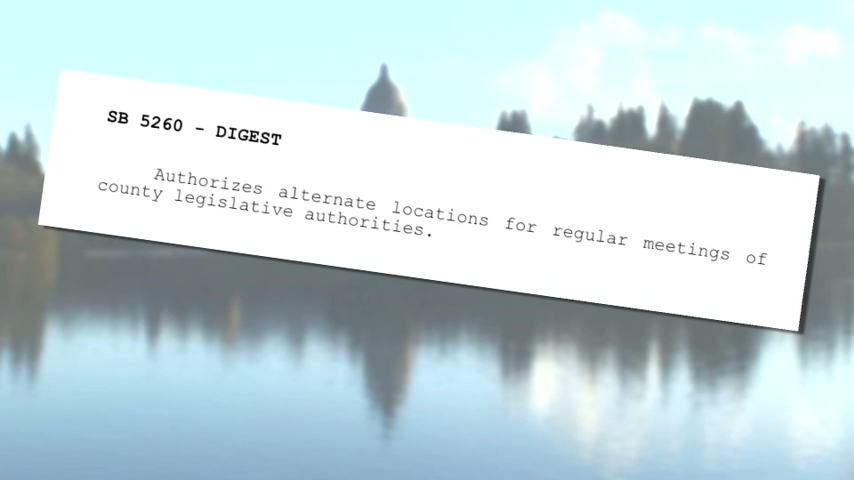 SB 5260 - DIGEST
Authorizes alternate locations for regular meetings of
county legislative authorities.